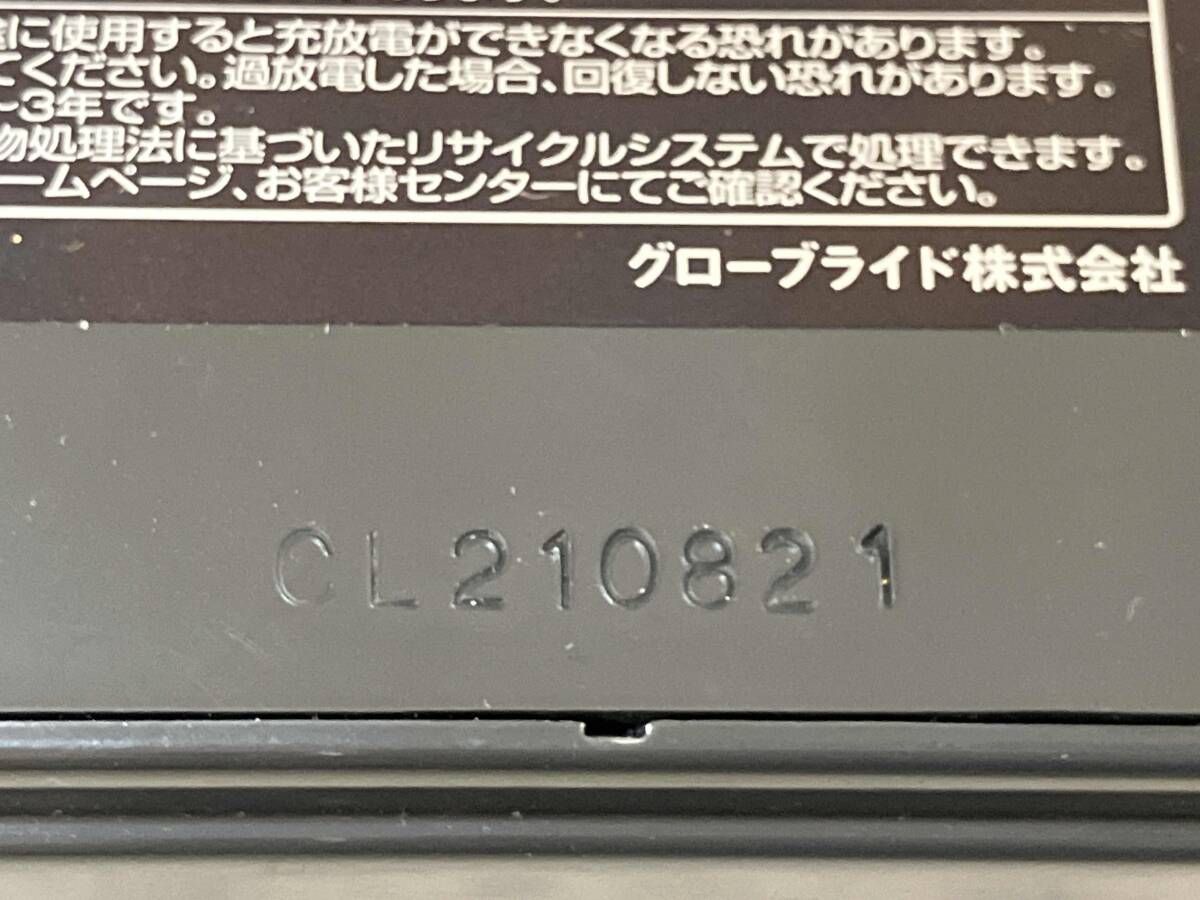 に使用すると充放電ができなくなる恐れがあります。
てください。過放電した場合、回復しない恐れがあります。
〜3年です。
物処理法に基づいたリサイクルシステムで処理できます。
ームページ、お客様センターにてご確認ください。
グローブライド株式会社
CL210821